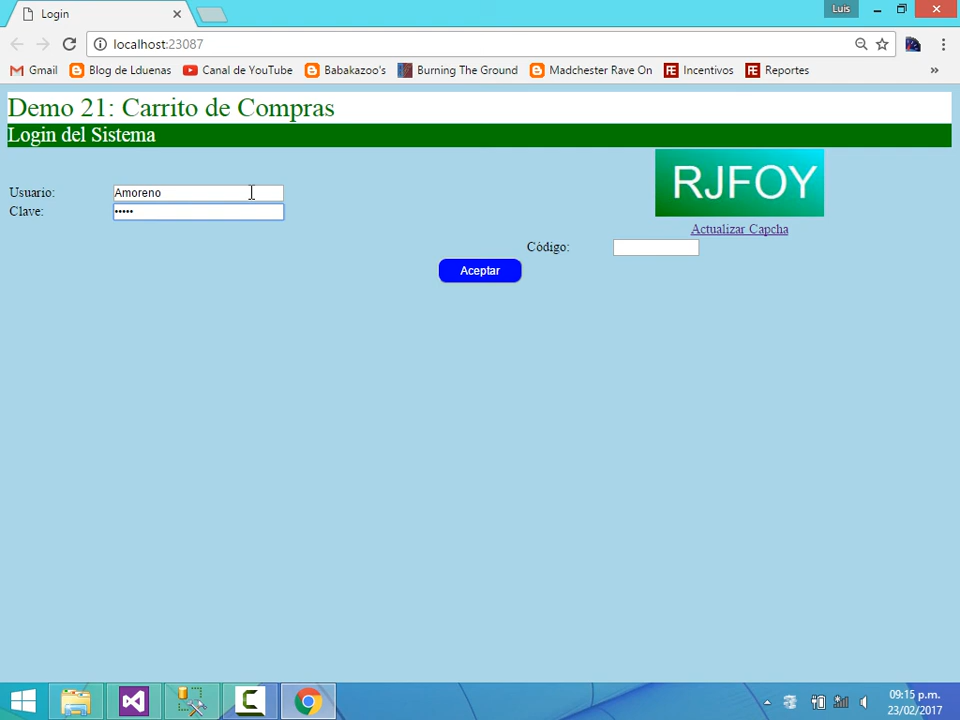 Login
Luis
localhost:23087
Gmail
Blog de Lduenas
Canal de YouTube
Babakazoo's
Burning The Ground
Madchester Rave On
FE Incentivos
FE Reportes
»
Demo 21: Carrito de Compras
Login del Sistema
RJFOY
Usuario: Amoreno
Clave: •••••
Actualizar Capcha
Código:
Aceptar
09:15 p.m.
23/02/2017